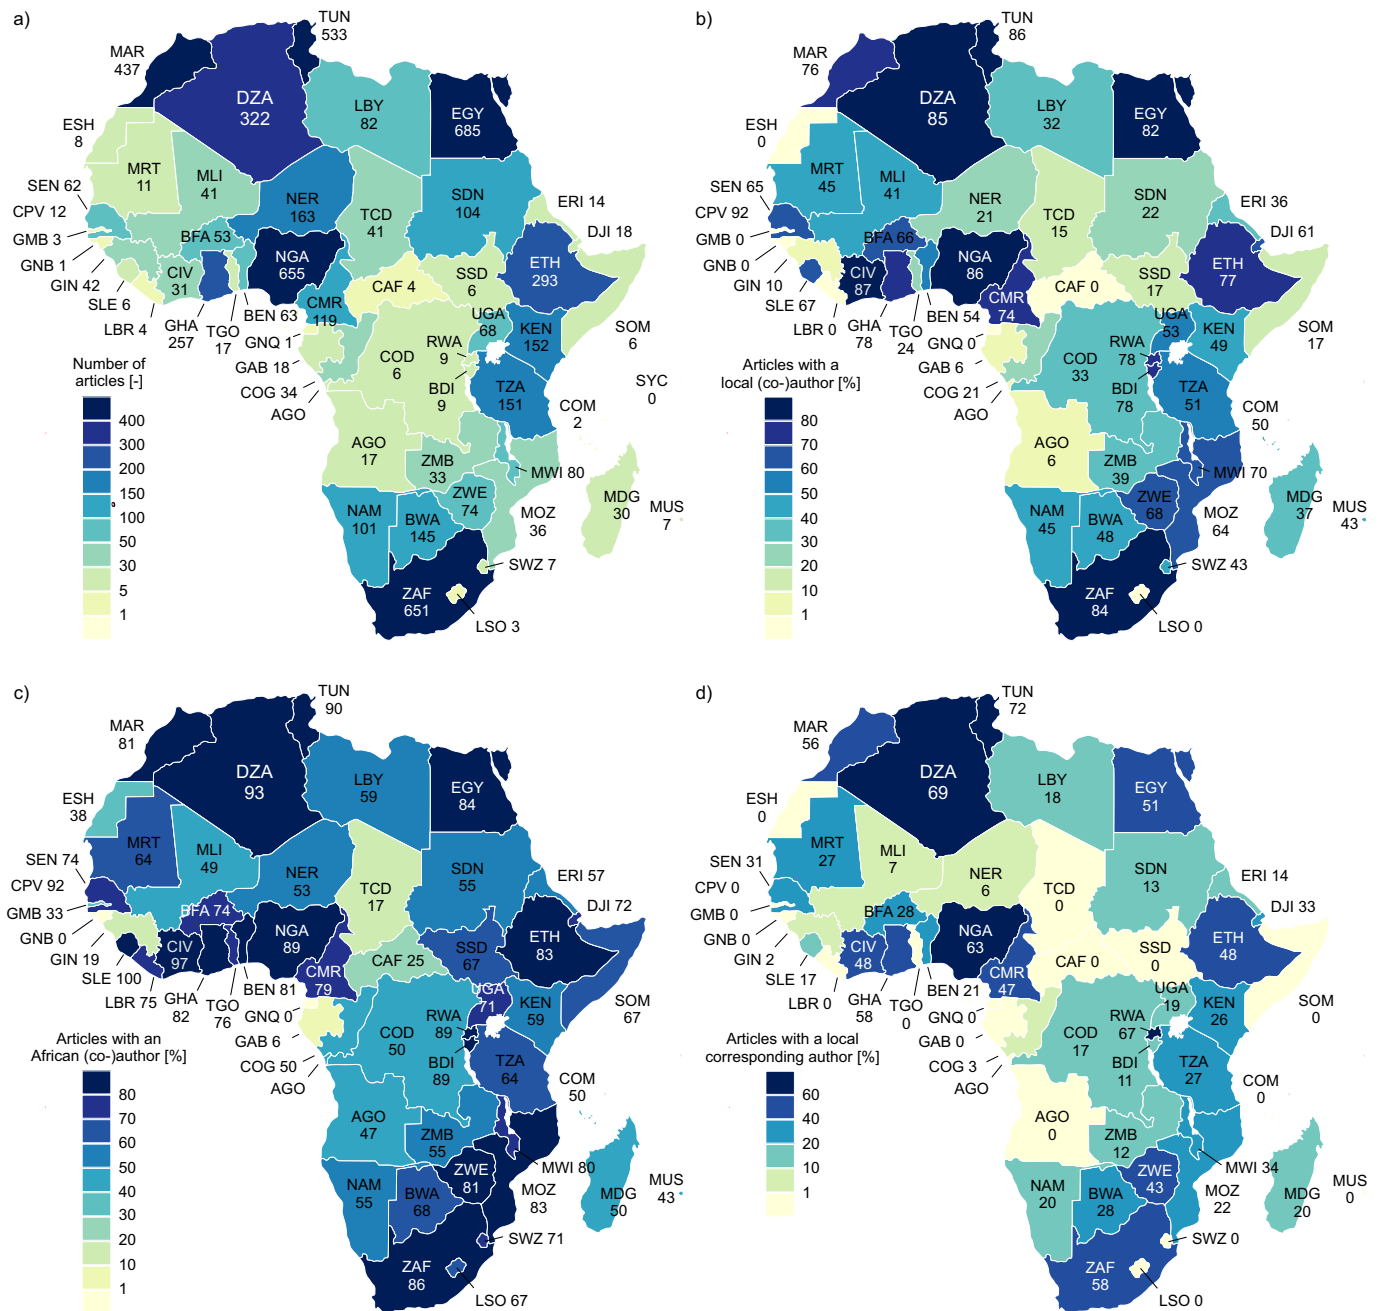 a)
TUN
533
MAR
437
DZA
322
LBY
82
EGY
685
ESH
8
MRT
11
MLI
41
NER
163
TCD
41
SDN
104
ERI 14
DJI 18
SEN 62
CPV 12
GMB 3
GNB 1
GIN 42
SLE 6
LBR 4
BFA 53
CIV
31
GHA
257
TGO
17
BEN 63
NGA
655
CMR
119
CAF 4
SSD
6
ETH
293
SOM
6
UGA
68
KEN
152
GNQ 1
GAB 18
COG 34
AGO
RWA
9
COD
6
BDI
9
TZA
151
SYC
0
COM
2
AGO
17
ZMB
33
MWI 80
ZWE
74
MOZ
36
MDG
30
MUS
7
NAM
101
BWA
145
SWZ 7
ZAF
651
LSO 3
Number of
articles [-]
400
300
200
150
100
50
30
5
1
b)
TUN
86
MAR
76
DZA
85
LBY
32
EGY
82
ESH
0
MRT
45
MLI
41
NER
21
TCD
15
SDN
22
ERI 36
DJI 61
SEN 65
CPV 92
GMB 0
GNB 0
GIN 10
SLE 67
LBR 0
BFA 66
CIV
87
GHA
78
TGO
24
BEN 54
NGA
86
CMR
74
CAF 0
SSD
17
ETH
77
SOM
17
UGA
53
KEN
49
GNQ 0
GAB 6
COG 21
AGO
RWA
78
COD
33
BDI
78
TZA
51
COM
50
AGO
6
ZMB
39
MWI 70
ZWE
68
MOZ
64
MDG
37
MUS
43
NAM
45
BWA
48
SWZ 43
ZAF
84
LSO 0
Articles with a
local (co-)author [%]
80
70
60
50
40
30
20
10
1
c)
TUN
90
MAR
81
DZA
93
LBY
59
EGY
84
ESH
38
MRT
64
MLI
49
NER
53
TCD
17
SDN
55
ERI 57
DJI 72
SEN 74
CPV 92
GMB 33
GNB 0
GIN 19
SLE 100
LBR 75
BFA 74
CIV
97
GHA
82
TGO
76
BEN 81
NGA
89
CMR
79
CAF 25
SSD
67
ETH
83
SOM
67
UGA
71
KEN
59
GNQ 0
GAB 6
COG 50
AGO
RWA
89
COD
50
BDI
89
TZA
64
COM
50
AGO
47
ZMB
55
MWI 80
ZWE
81
MOZ
83
MDG
50
MUS
43
NAM
55
BWA
68
SWZ 71
ZAF
86
LSO 67
Articles with an
African (co-)author [%]
80
70
60
50
40
30
20
10
1
d)
TUN
72
MAR
56
DZA
69
LBY
18
EGY
51
ESH
0
MRT
27
MLI
7
NER
6
TCD
0
SDN
13
ERI 14
DJI 33
SEN 31
CPV 0
GMB 0
GNB 0
GIN 2
SLE 17
LBR 0
BFA 28
CIV
48
GHA
58
TGO
0
BEN 21
NGA
63
CMR
47
CAF 0
SSD
0
ETH
48
SOM
0
UGA
19
KEN
26
GNQ 0
GAB 0
COG 3
AGO
RWA
67
COD
17
BDI
11
TZA
27
COM
0
AGO
0
ZMB
12
MWI 34
ZWE
43
MOZ
22
MDG
20
MUS
0
NAM
20
BWA
28
SWZ 0
ZAF
58
LSO 0
Articles with a local
corresponding author [%]
60
40
20
10
1